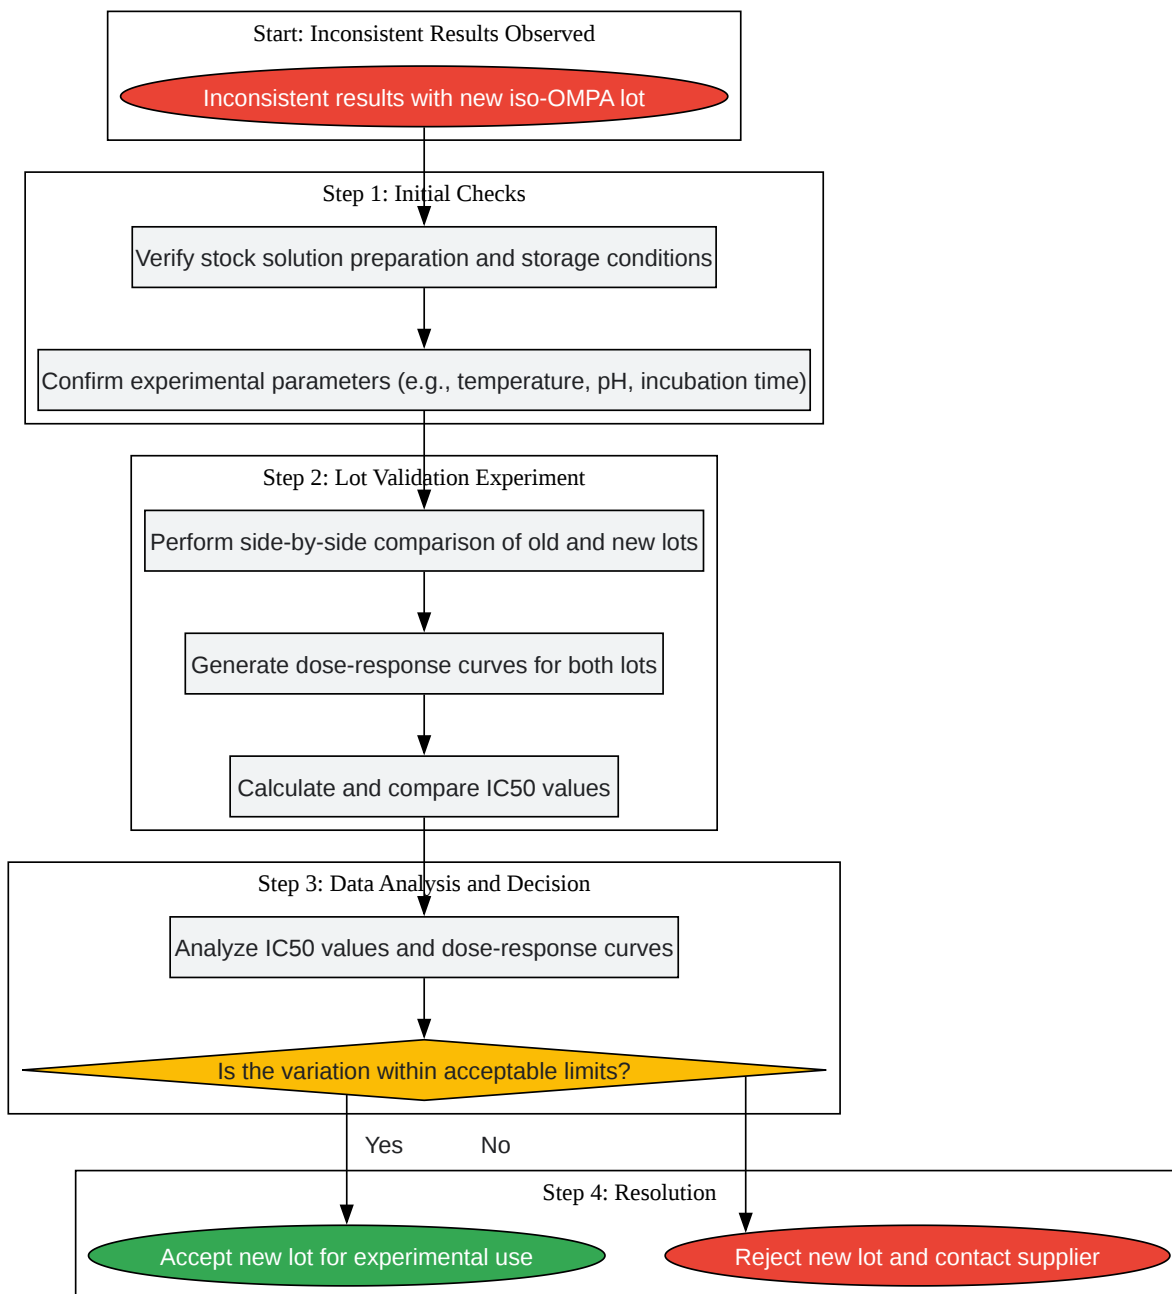 Start: Inconsistent Results Observed
Inconsistent results with new iso-OMPA lot
Step 1: Initial Checks
Verify stock solution preparation and storage conditions
Confirm experimental parameters (e.g., temperature, pH, incubation time)
Step 2: Lot Validation Experiment
Perform side-by-side comparison of old and new lots
Generate dose-response curves for both lots
Calculate and compare IC50 values
Step 3: Data Analysis and Decision
Analyze IC50 values and dose-response curves
Is the variation within acceptable limits?
Yes
No
Step 4: Resolution
Accept new lot for experimental use
Reject new lot and contact supplier